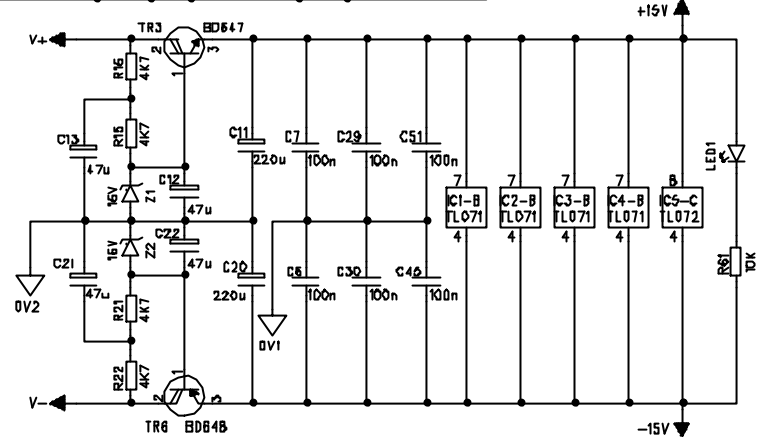 +15V
TR3 BD647
V+
2
3
1
R16
4K7
R15
4K7
C13
47u
C11
220u
C7
100n
C29
100n
C51
100n
LED1
16V
Z1
C12
47u
7
7
7
7
8
IC1-B
TL071
IC2-B
TL071
IC3-B
TL071
IC4-B
TL071
IC5-C
TL072
4
4
4
4
4
16V
Z2
C22
47u
C21
47u
0V2
C20
220u
C6
100n
C30
100n
100n
R61
10K
R21
4K7
0V1
R22
4K7
1
2
3
V-
TR6 BD648
-15V